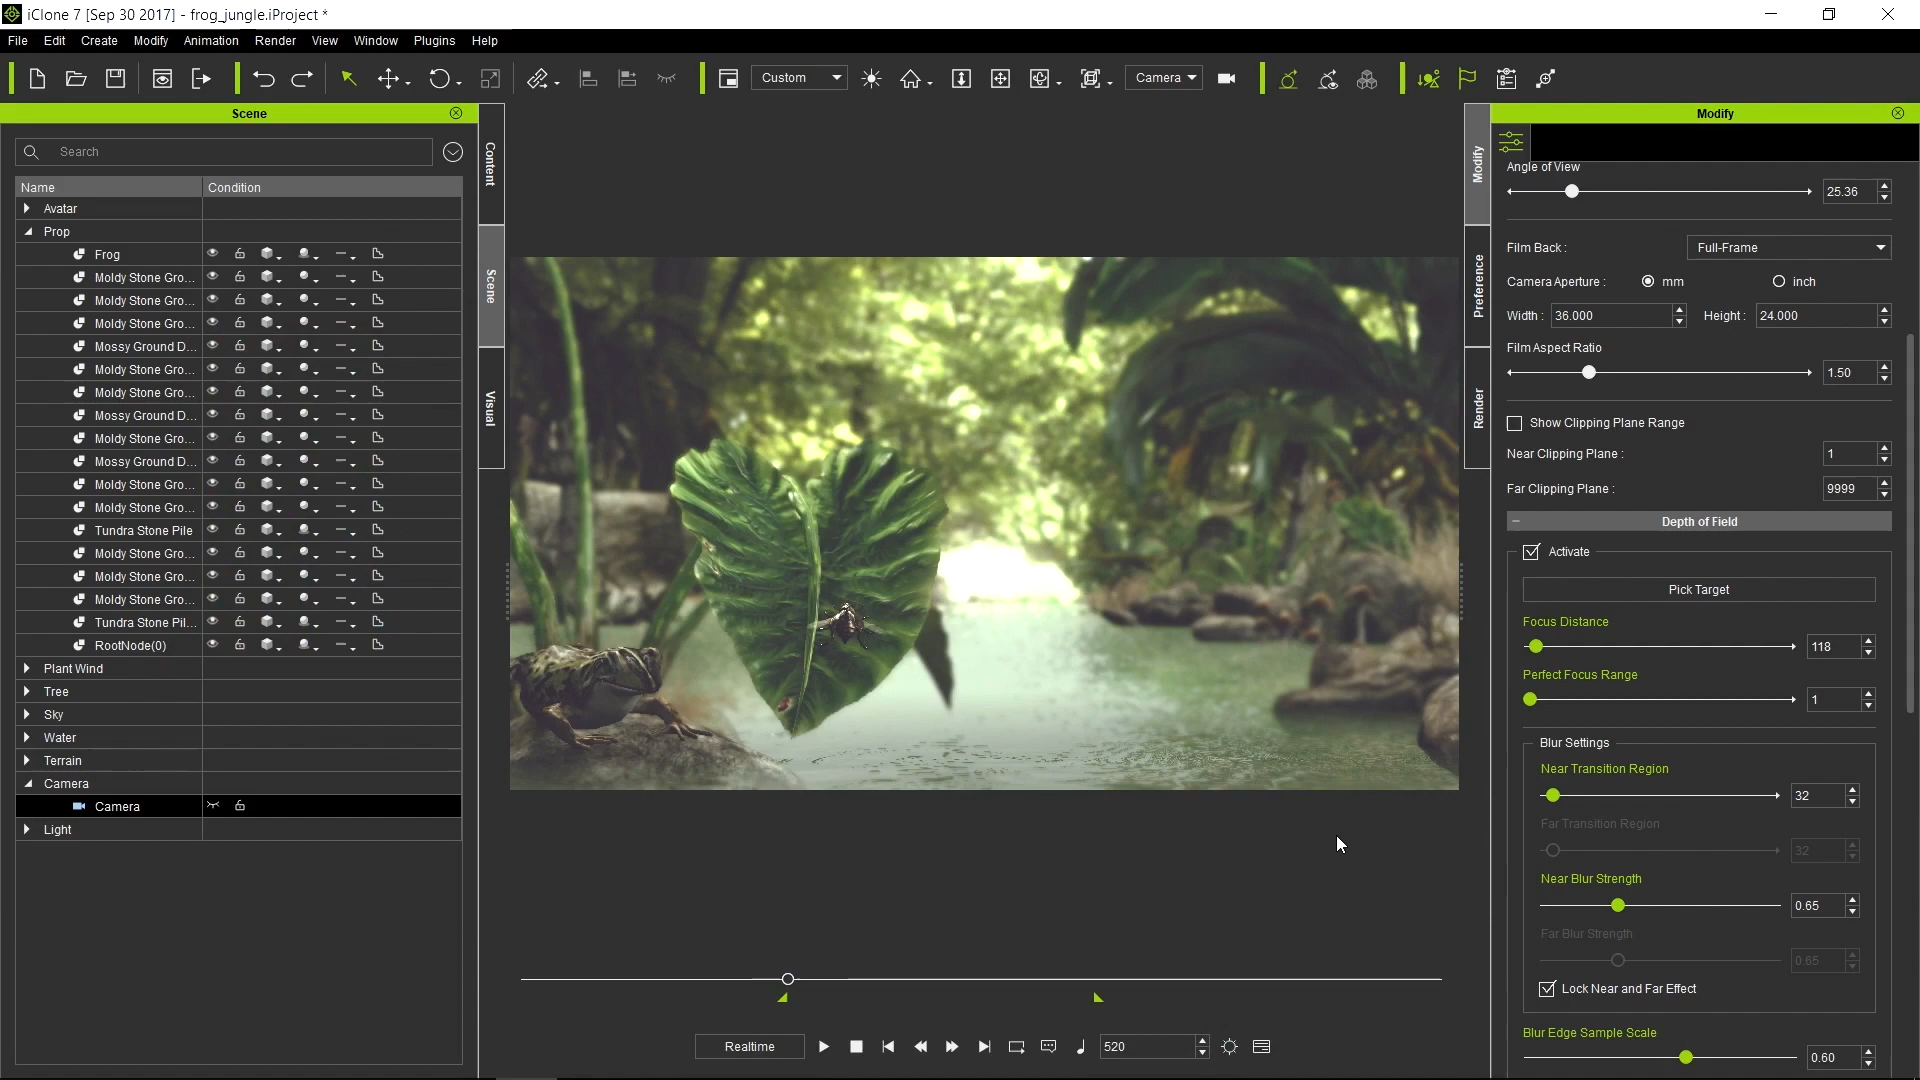 iClone 7 [Sep 30 2017] - frog_jungle.iProject *
File Edit Create Modify Animation Render View Window Plugins Help
Custom Camera
Scene
Search
Name Condition
Avatar
Prop
Frog
Moldy Stone Gro...
Moldy Stone Gro...
Moldy Stone Gro...
Mossy Ground D...
Moldy Stone Gro...
Moldy Stone Gro...
Mossy Ground D...
Moldy Stone Gro...
Mossy Ground D...
Moldy Stone Gro...
Moldy Stone Gro...
Tundra Stone Pile
Moldy Stone Gro...
Moldy Stone Gro...
Moldy Stone Gro...
Tundra Stone Pil...
RootNode(0)
Plant Wind
Tree
Sky
Water
Terrain
Camera
Camera
Light
Content
Scene
Visual
Realtime 520
Modify
Preference
Render
Modify
Angle of View
25.36
Film Back : Full-Frame
Camera Aperture : mm inch
Width : 36.000 Height : 24.000
Film Aspect Ratio
1.50
Show Clipping Plane Range
Near Clipping Plane : 1
Far Clipping Plane : 9999
Depth of Field
Activate
Pick Target
Focus Distance
118
Perfect Focus Range
1
Blur Settings
Near Transition Region
32
Far Transition Region
32
Near Blur Strength
0.65
Far Blur Strength
0.65
Lock Near and Far Effect
Blur Edge Sample Scale
0.60